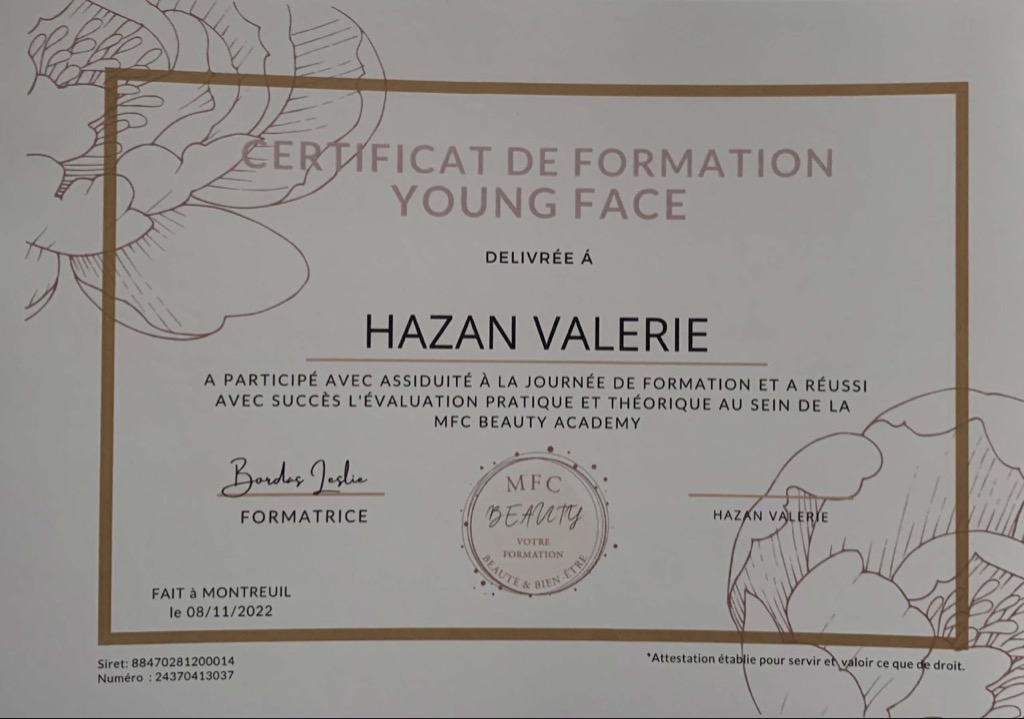 CERTIFICAT DE FORMATION
YOUNG FACE
DELIVRÉE Á
HAZAN VALERIE
A PARTICIPÉ AVEC ASSIDUITÉ À LA JOURNÉE DE FORMATION ET A RÉUSSI
AVEC SUCCÈS L'ÉVALUATION PRATIQUE ET THÉORIQUE AU SEIN DE LA
MFC BEAUTY ACADEMY
Bordas Leslie
FORMATRICE
MFC
BEAUTY
VOTRE
FORMATION
BEAUTÉ & BIEN-ÊTRE
HAZAN VALERIE
FAIT à MONTREUIL
le 08/11/2022
Siret: 88470281200014
Numéro : 24370413037
*Attestation établie pour servir et valoir ce que de droit.